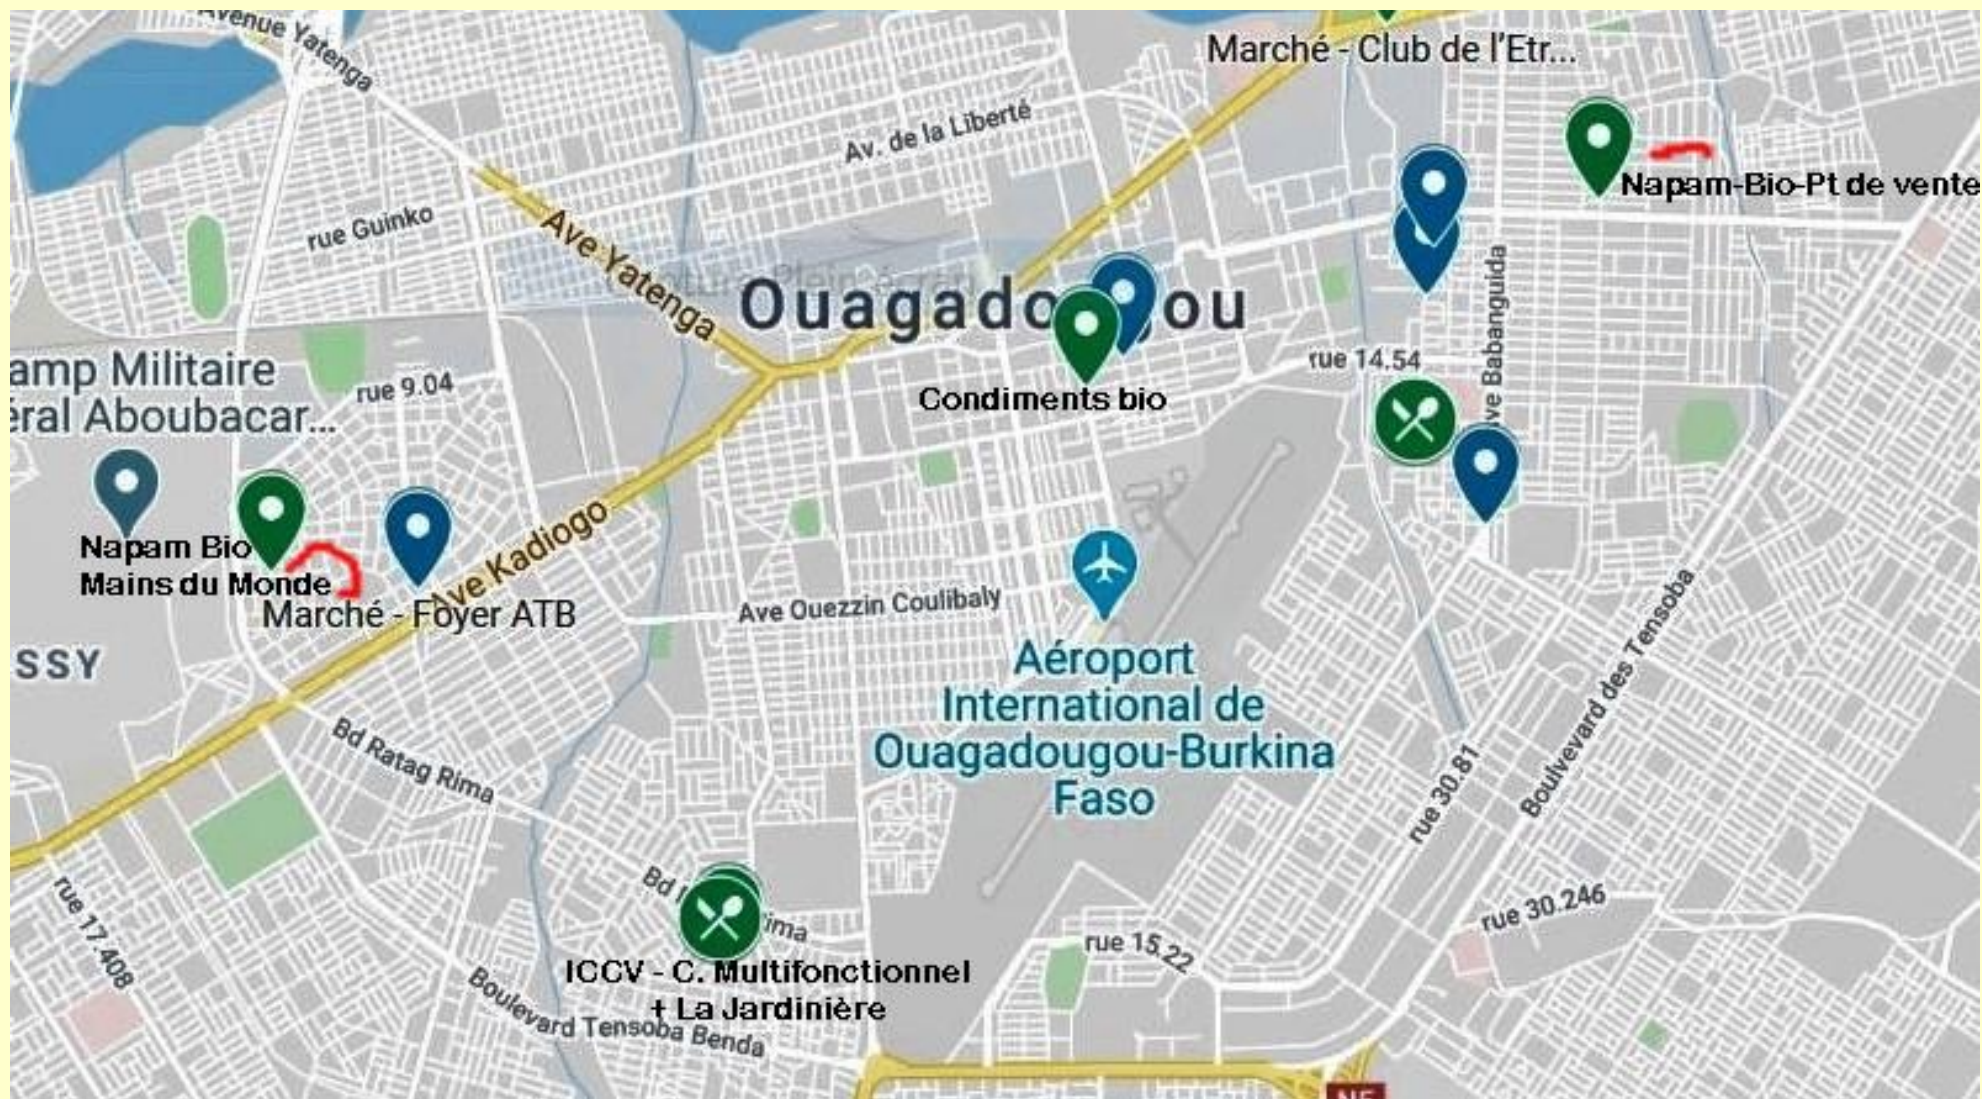 Avenue Yatenga
Marché - Club de l'Etr...
Av. de la Liberté
Napam-Bio-Pt de vente
rue Guinko
Ave Yatenga
Ouagado ou
rue 14.54
Ave Babanguida
amp Militaire
éral Aboubacar...
rue 9.04
Condiments bio
Napam Bio
Mains du Monde
Marché - Foyer ATB
Ave Kadiogo
Ave Ouezzin Coulibaly
Aéroport
International de
Ouagadougou-Burkina
Faso
SSY
Bd Ratag Rima
Boulevard des Tensoba
rue 30.81
rue 17.408
Bd ima
rue 30.246
rue 15.22
ICCV - C. Multifonctionnel
+ La Jardinière
Boulevard Tensoba Benda